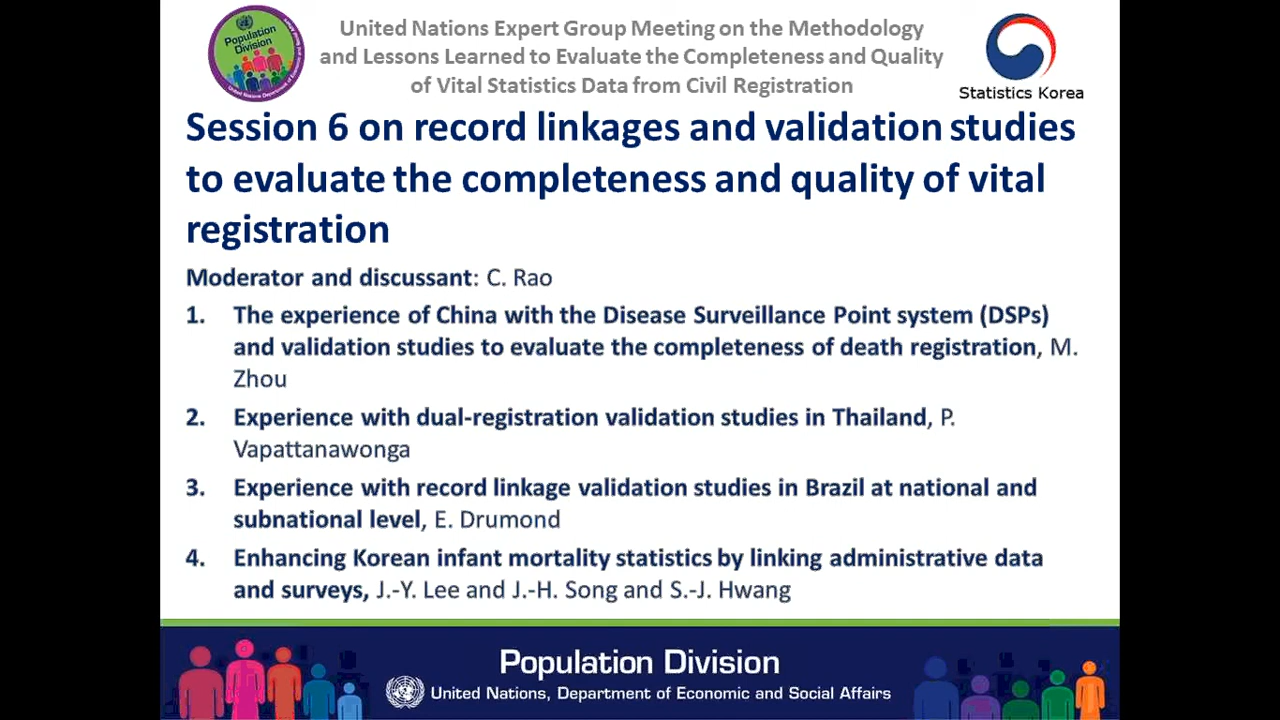 United Nations Expert Group Meeting on the Methodology
and Lessons Learned to Evaluate the Completeness and Quality
of Vital Statistics Data from Civil Registration
Population
Division
Statistics Korea
Session 6 on record linkages and validation studies
to evaluate the completeness and quality of vital
registration
Moderator and discussant: C. Rao
1. The experience of China with the Disease Surveillance Point system (DSPs)
and validation studies to evaluate the completeness of death registration, M.
Zhou
2. Experience with dual-registration validation studies in Thailand, P.
Vapattanawonga
3. Experience with record linkage validation studies in Brazil at national and
subnational level, E. Drumond
4. Enhancing Korean infant mortality statistics by linking administrative data
and surveys, J.-Y. Lee and J.-H. Song and S.-J. Hwang
Population Division
United Nations, Department of Economic and Social Affairs